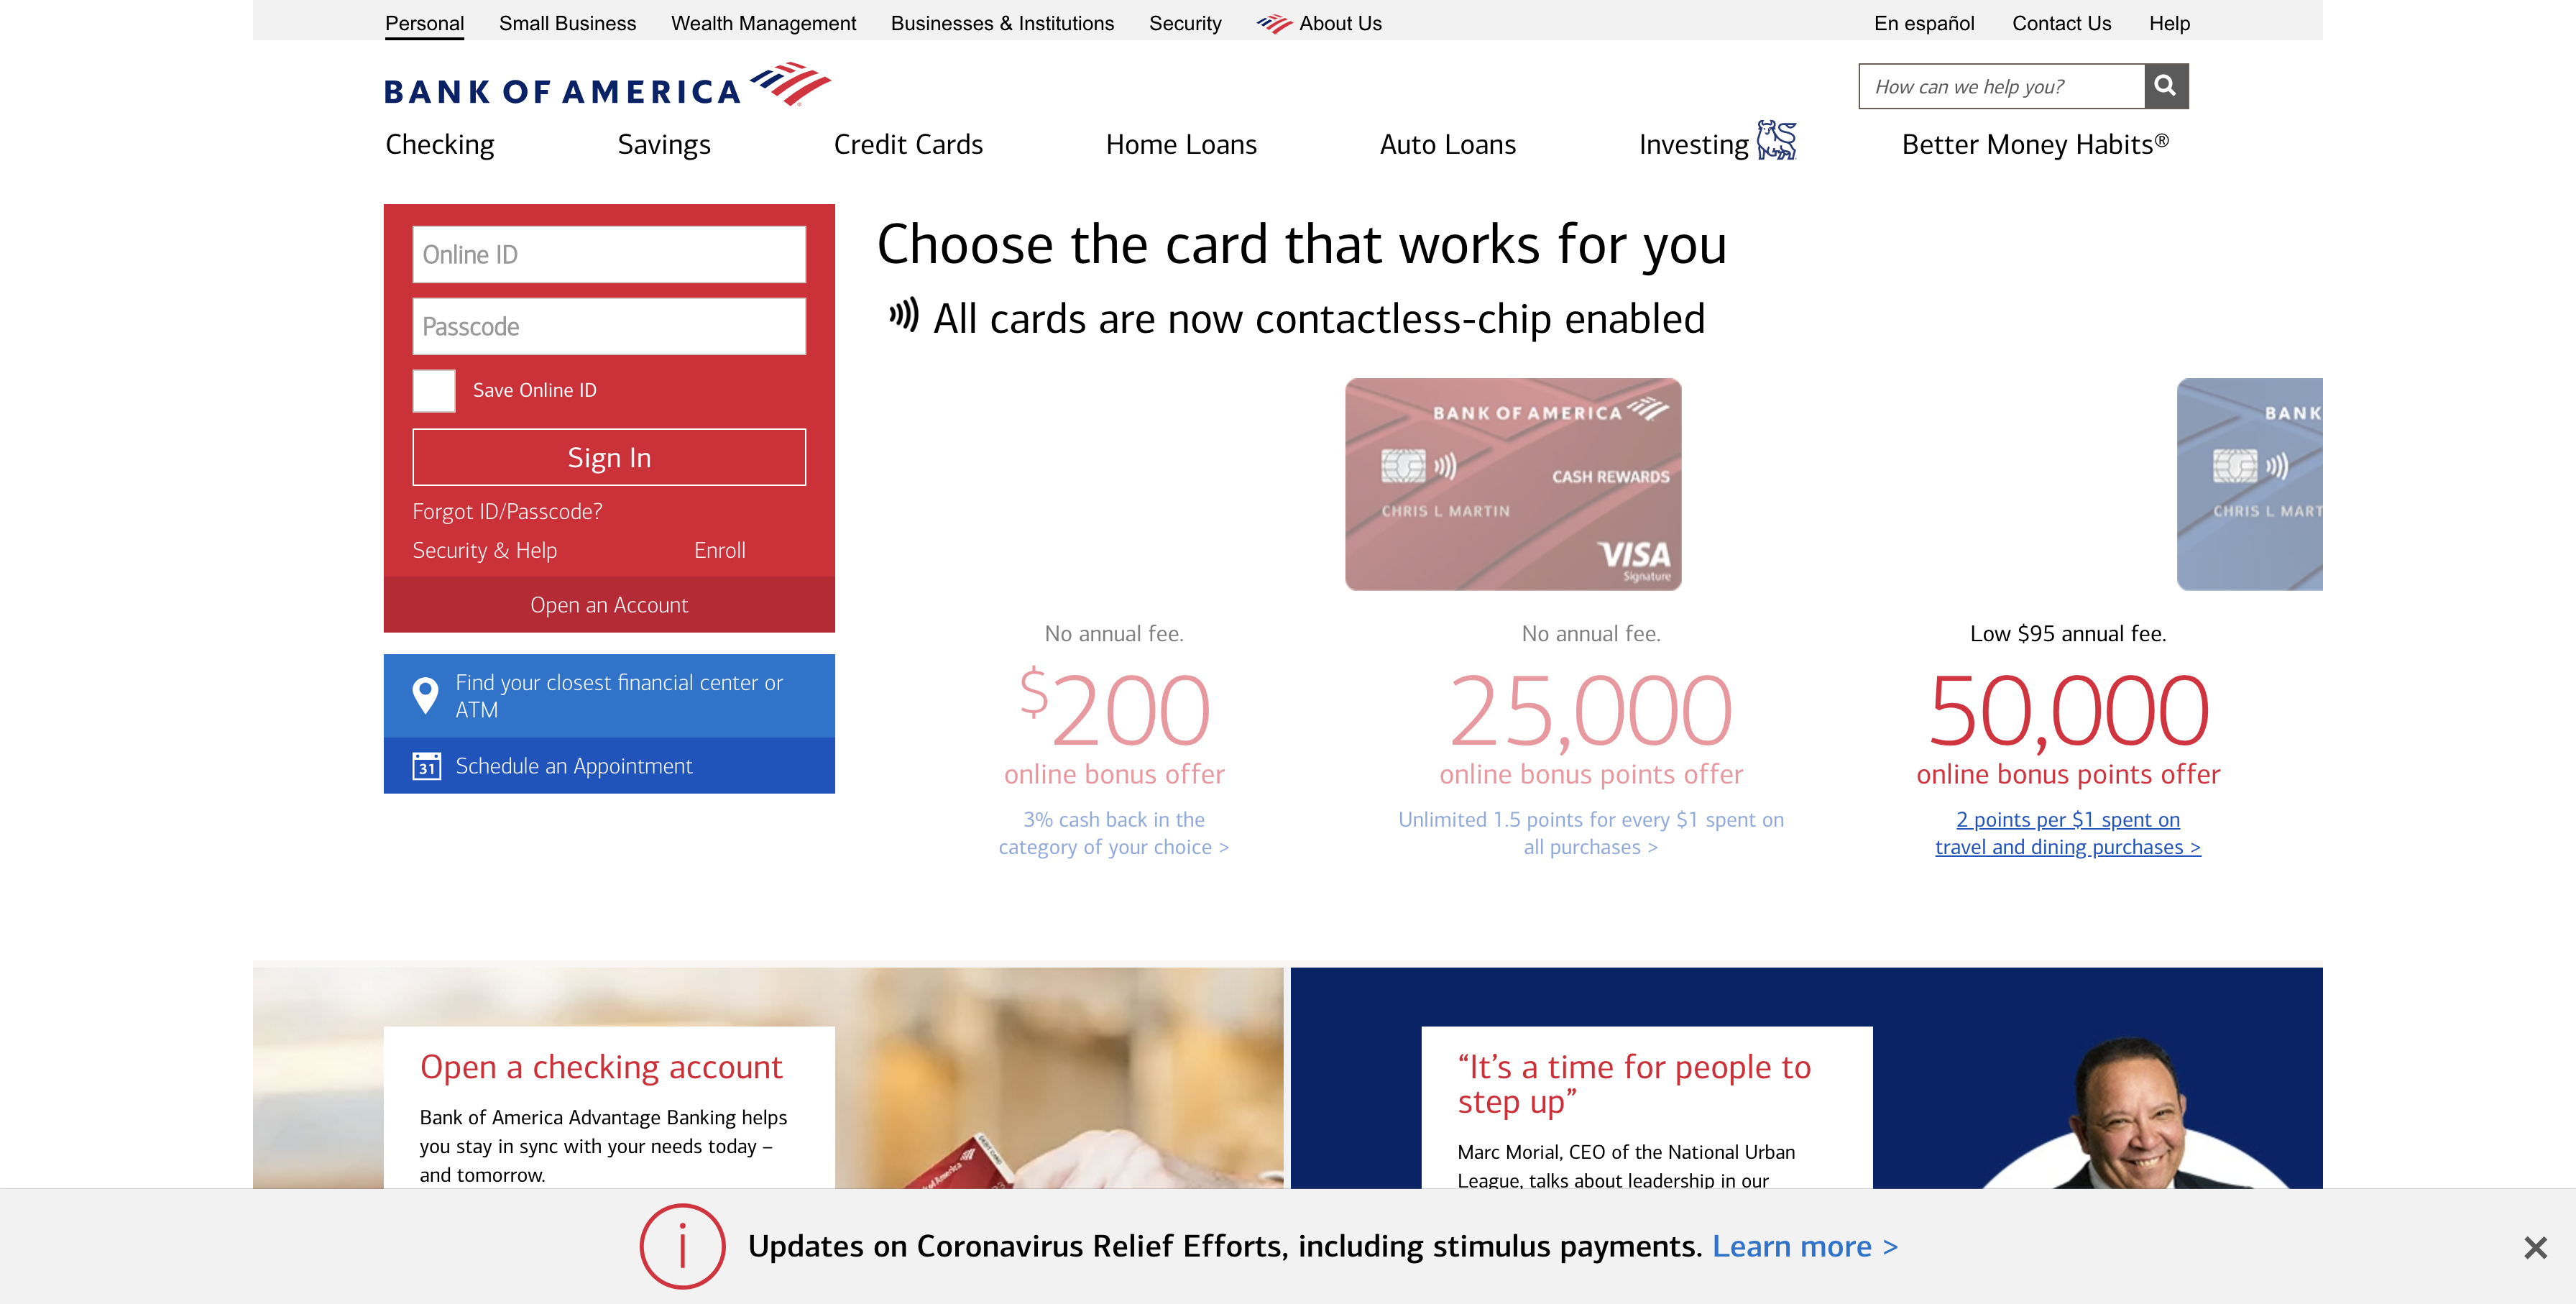 Personal Small Business Wealth Management Businesses & Institutions Security About Us En español Contact Us Help
BANK OF AMERICA
How can we help you?
Checking Savings Credit Cards Home Loans Auto Loans Investing Better Money Habits®
Online ID
Passcode
Save Online ID
Sign In
Forgot ID/Passcode?
Security & Help Enroll
Open an Account
Find your closest financial center or
ATM
31
Schedule an Appointment
Choose the card that works for you
All cards are now contactless-chip enabled
BANK OF AMERICA
CASH REWARDS
CHRIS L MARTIN
VISA
Signature
BANK
CHRIS L MART
No annual fee.
$200
online bonus offer
3% cash back in the
category of your choice >
No annual fee.
25,000
online bonus points offer
Unlimited 1.5 points for every $1 spent on
all purchases >
Low $95 annual fee.
50,000
online bonus points offer
2 points per $1 spent on
travel and dining purchases >
Open a checking account
Bank of America Advantage Banking helps
you stay in sync with your needs today –
and tomorrow.
“It’s a time for people to
step up”
Marc Morial, CEO of the National Urban
League, talks about leadership in our
Updates on Coronavirus Relief Efforts, including stimulus payments. Learn more >